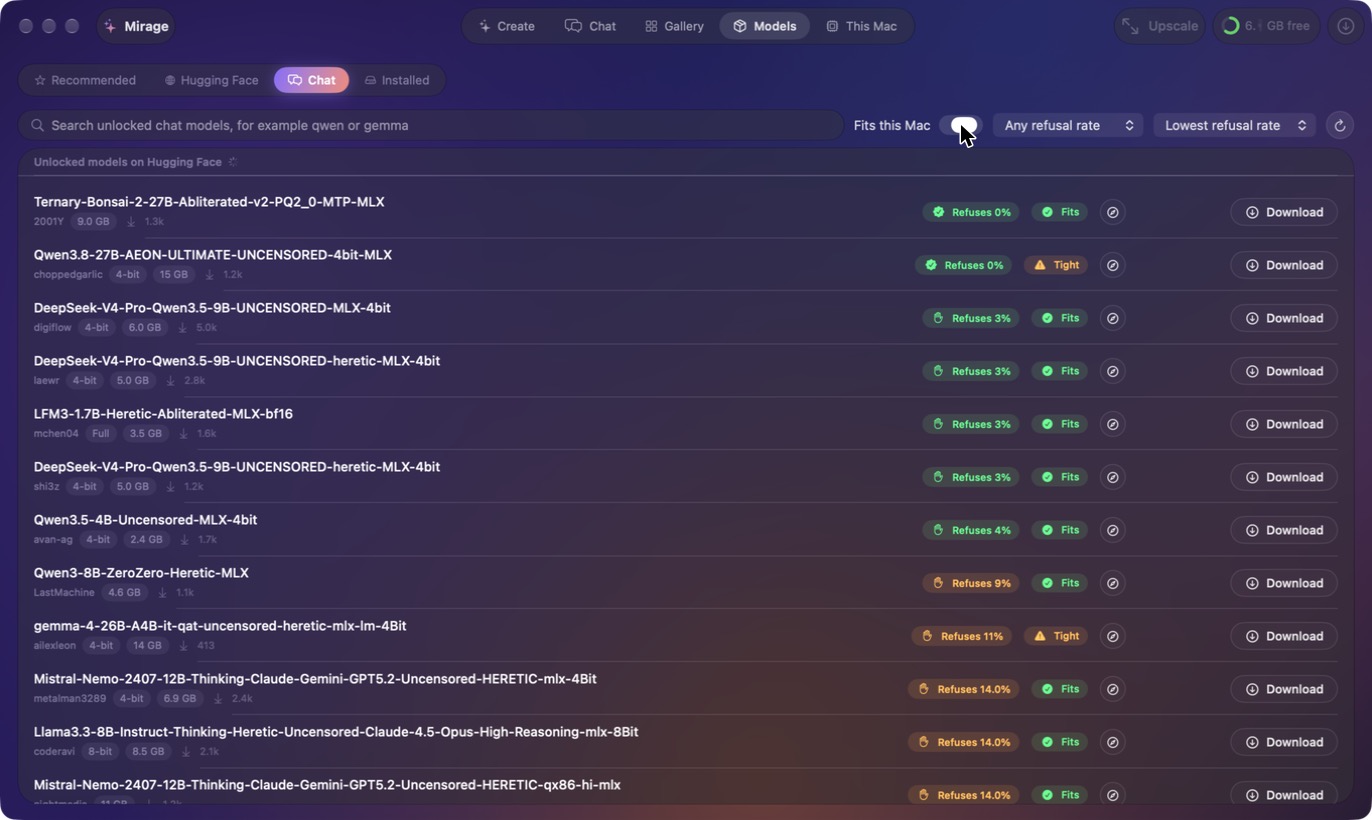 Mirage
Create
Chat
Gallery
Models
This Mac
Upscale
GB free
Recommended
Hugging Face
Chat
Installed
Search unlocked chat models, for example qwen or gemma
Fits this Mac
Any refusal rate
Lowest refusal rate
Unlocked models on Hugging Face
Ternary-Bonsai-2-27B-Abliterated-v2-PQ2_0-MTP-MLX
2001Y 9.0 GB 1.3k
Refuses 0% Fits Download
Qwen3.8-27B-AEON-ULTIMATE-UNCENSORED-4bit-MLX
choppedgarlic 4-bit 15 GB 1.2k
Refuses 0% Tight Download
DeepSeek-V4-Pro-Qwen3.5-9B-UNCENSORED-MLX-4bit
digiflow 4-bit 6.0 GB 5.0k
Refuses 3% Fits Download
DeepSeek-V4-Pro-Qwen3.5-9B-UNCENSORED-heretic-MLX-4bit
laewr 4-bit 5.0 GB 2.8k
Refuses 3% Fits Download
LFM3-1.7B-Heretic-Abliterated-MLX-bf16
mchen04 Full 3.5 GB 1.6k
Refuses 3% Fits Download
DeepSeek-V4-Pro-Qwen3.5-9B-UNCENSORED-heretic-MLX-4bit
shi3z 4-bit 5.0 GB 1.2k
Refuses 3% Fits Download
Qwen3.5-4B-Uncensored-MLX-4bit
avan-ag 4-bit 2.4 GB 1.7k
Refuses 4% Fits Download
Qwen3-8B-ZeroZero-Heretic-MLX
LastMachine 4.6 GB 1.1k
Refuses 9% Fits Download
gemma-4-26B-A4B-it-qat-uncensored-heretic-mlx-lm-4Bit
ailexleon 4-bit 14 GB 413
Refuses 11% Tight Download
Mistral-Nemo-2407-12B-Thinking-Claude-Gemini-GPT5.2-Uncensored-HERETIC-mlx-4Bit
metalman3289 4-bit 6.9 GB 2.4k
Refuses 14.0% Fits Download
Llama3.3-8B-Instruct-Thinking-Heretic-Uncensored-Claude-4.5-Opus-High-Reasoning-mlx-8Bit
coderavi 8-bit 8.5 GB 2.1k
Refuses 14.0% Fits Download
Mistral-Nemo-2407-12B-Thinking-Claude-Gemini-GPT5.2-Uncensored-HERETIC-qx86-hi-mlx
Refuses 14.0% Fits Download